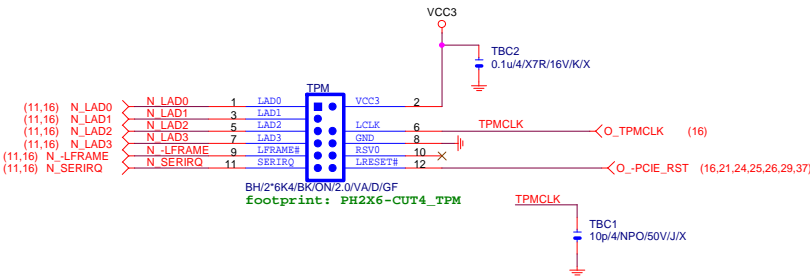 VCC3
TBC2
0.1u/4/X7R/16V/K/X
TPM
(11,16) N_LAD0 N_LAD0 1 LAD0 VCC3 2
(11,16) N_LAD1 N_LAD1 3 LAD1
(11,16) N_LAD2 N_LAD2 5 LAD2 LCLK 6 TPMCLK O_TPMCLK (16)
(11,16) N_LAD3 N_LAD3 7 LAD3 GND 8
(11,16) N_-LFRAME N_-LFRAME 9 LFRAME# RSV0 10
(11,16) N_SERIRQ N_SERIRQ 11 SERIRQ LRESET# 12 O_-PCIE_RST (16,21,24,25,26,29,37)
BH/2*6K4/BK/ON/2.0/VA/D/GF
footprint: PH2X6-CUT4_TPM
TPMCLK
TBC1
10p/4/NPO/50V/J/X